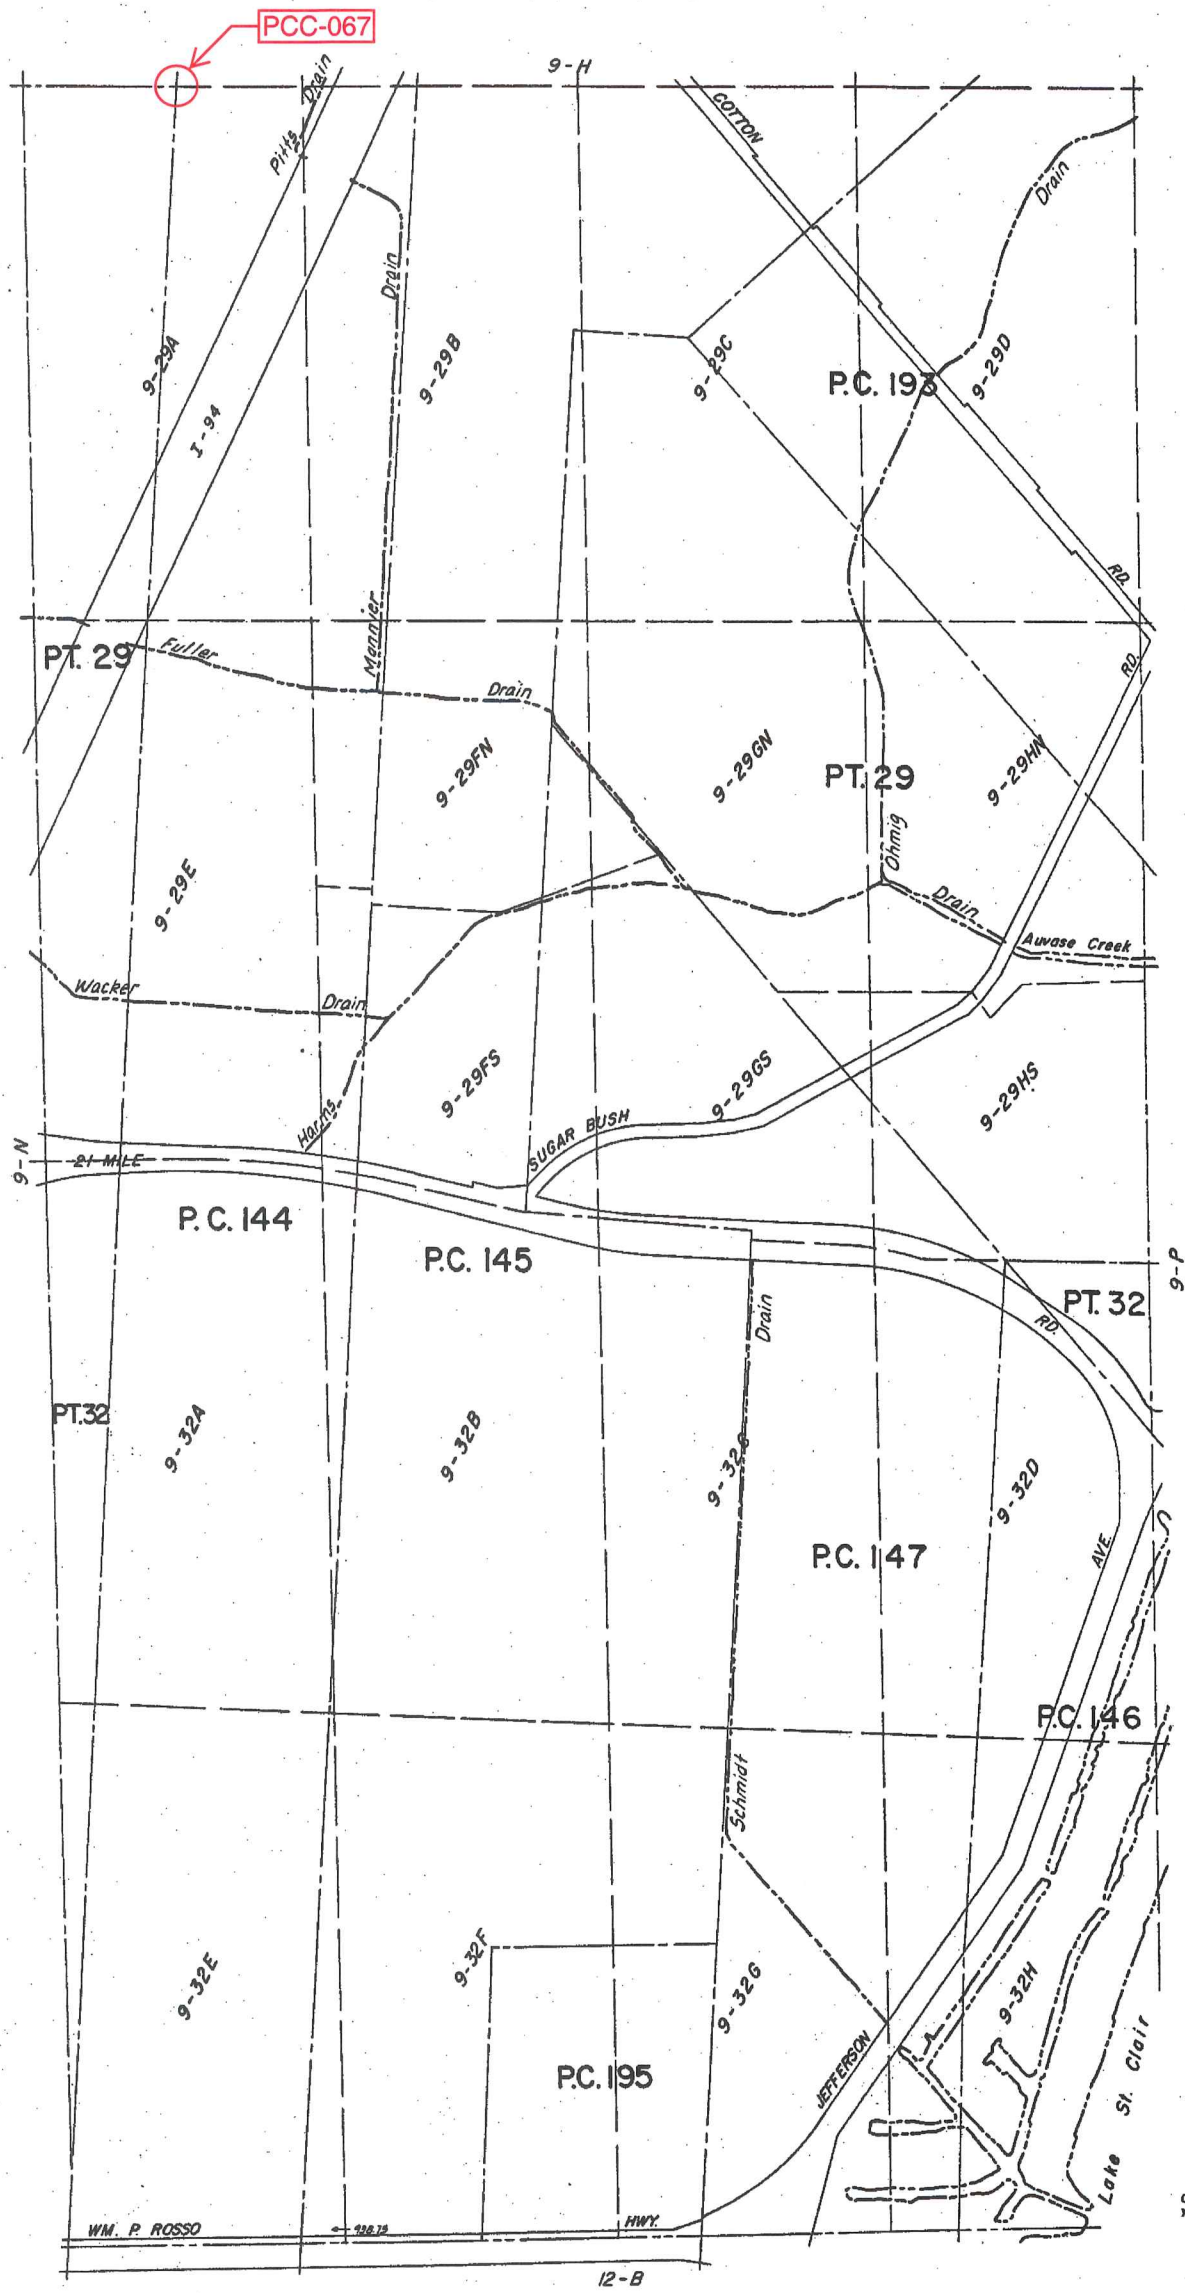 PCC-067
9-H
Pitts Drain
COTTON
Drain
Drain
9-29A
9-29B
9-29C
P.C. 193
9-29D
I-94
RD.
Monnier
PT. 29
Fuller
Drain
RD.
9-29FN
9-29GN
PT. 29
9-29HN
Ohmig
9-29E
Drain
Auvase Creek
Wacker
Drain
9-29FS
9-29GS
9-29HS
Harms
SUGAR BUSH
9-N
21 MILE
P.C. 144
P.C. 145
9-P
PT. 32
Drain
RD.
PT. 32
9-32A
9-32B
9-32C
9-32D
P.C. 147
AVE.
P.C. 146
Schmidt
9-32E
9-32F
9-32G
9-32H
P.C. 195
JEFFERSON
Lake St. Clair
WM. P. ROSSO
HWY.
12-B